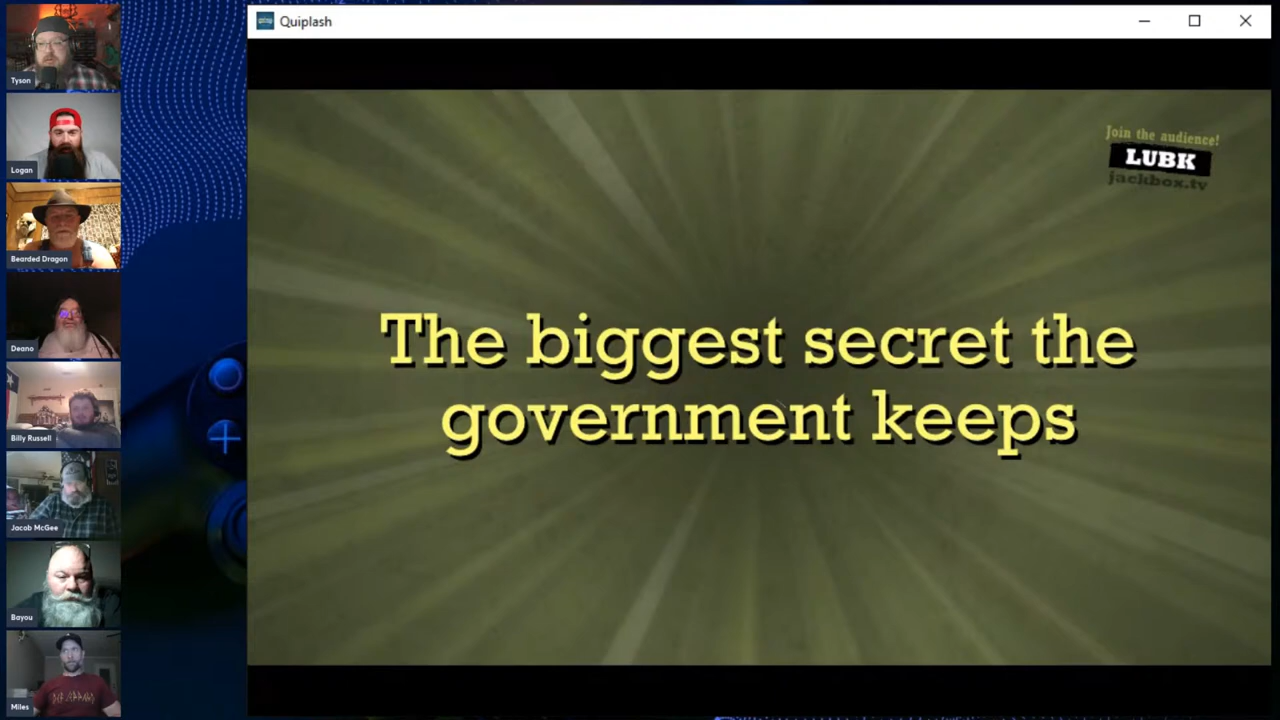 Quiplash
Join the audience!
LUBK
jackbox.tv
The biggest secret the
government keeps
Tyson
Logan
Bearded Dragon
Deano
Billy Russell
Jacob McGee
Bayou
Miles